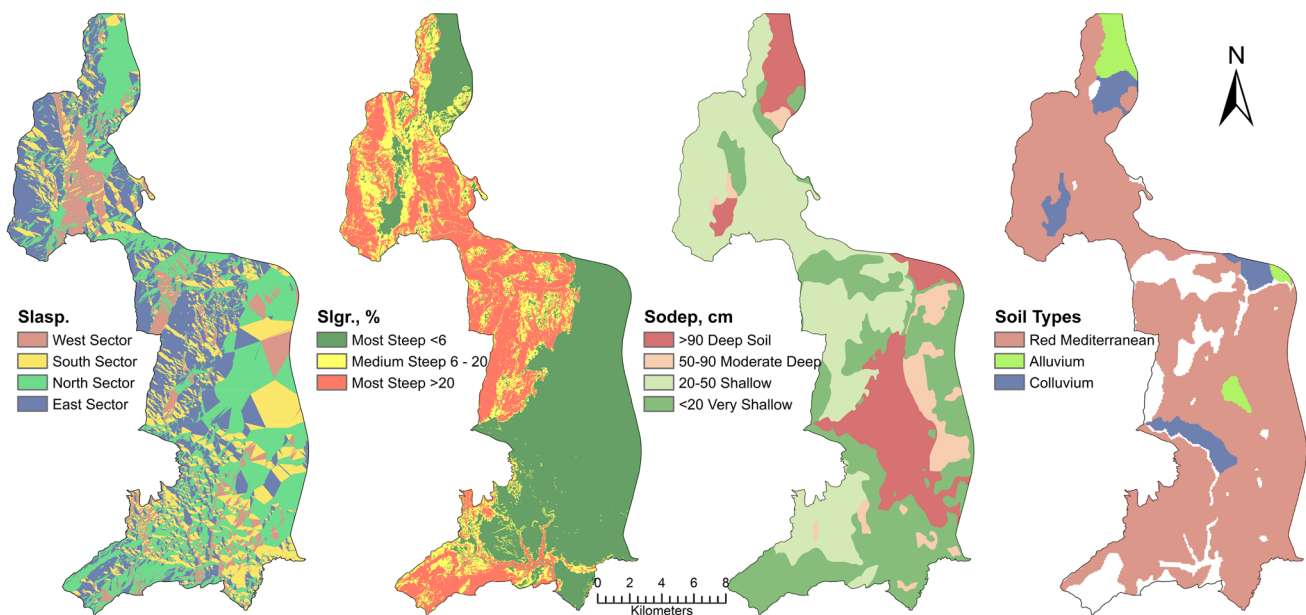 N
Slasp.
West Sector
South Sector
North Sector
East Sector
Slgr., %
Most Steep <6
Medium Steep 6 - 20
Most Steep >20
Sodep, cm
>90 Deep Soil
50-90 Moderate Deep
20-50 Shallow
<20 Very Shallow
Soil Types
Red Mediterranean
Alluvium
Colluvium
0 2 4 6 8
Kilometers